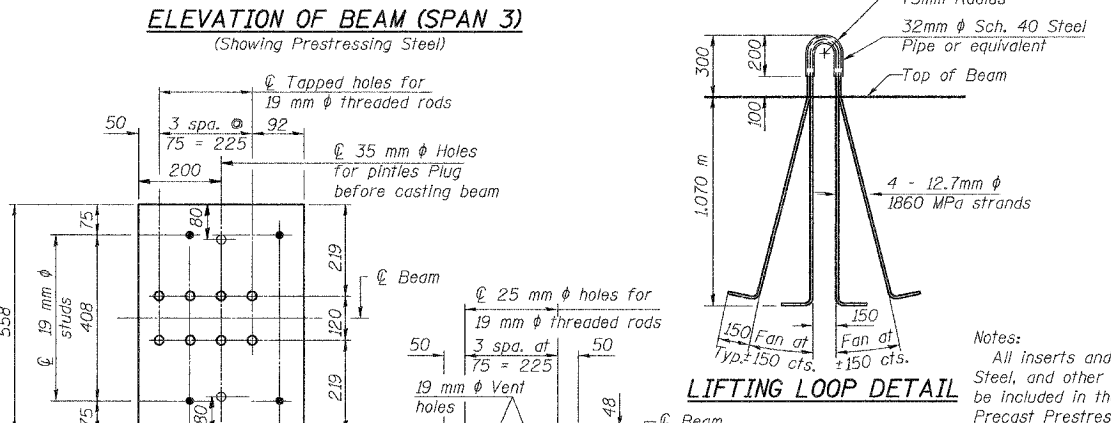 ELEVATION OF BEAM (SPAN 3)
(Showing Prestressing Steel)
℄ Tapped holes for
19 mm ϕ threaded rods
50
3 spa. @
75 = 225
92
200
℄ 35 mm ϕ Holes
for pintles Plug
before casting beam
75
80
219
℄ Beam
558
℄ 19 mm ϕ
studs
408
120
219
75
80
℄ 25 mm ϕ holes for
19 mm ϕ threaded rods
50
3 spa. at
75 = 225
50
19 mm ϕ Vent
holes
48
℄ Beam
Radius
32mm ϕ Sch. 40 Steel
Pipe or equivalent
300
200
Top of Beam
100
1.070 m
4 - 12.7mm ϕ
1860 MPa strands
150
150
Typ.
Fan at
±150 cts.
Fan at
±150 cts.
LIFTING LOOP DETAIL
Notes:
All inserts and
Steel, and other
be included in th
Precast Prestres